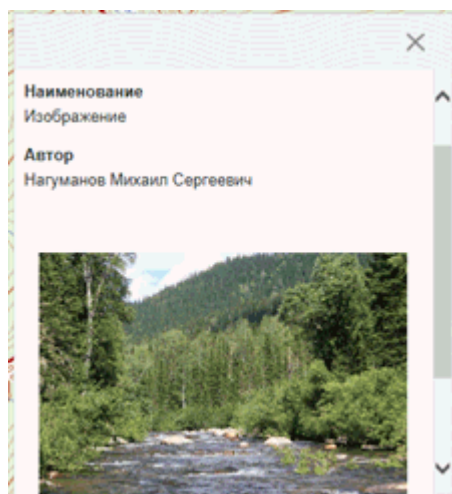 Наименование
Изображение
Автор
Нагуманов Михаил Сергеевич